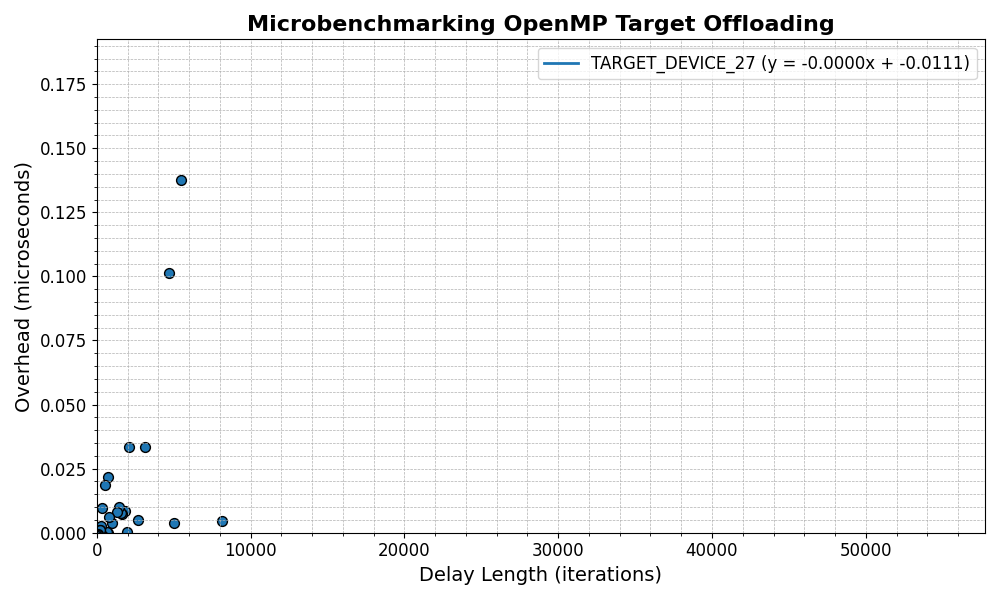 Microbenchmarking OpenMP Target Offloading
TARGET_DEVICE_27 (y = -0.0000x + -0.0111)
Overhead (microseconds)
0.175
0.150
0.125
0.100
0.075
0.050
0.025
0.000
0 10000 20000 30000 40000 50000
Delay Length (iterations)